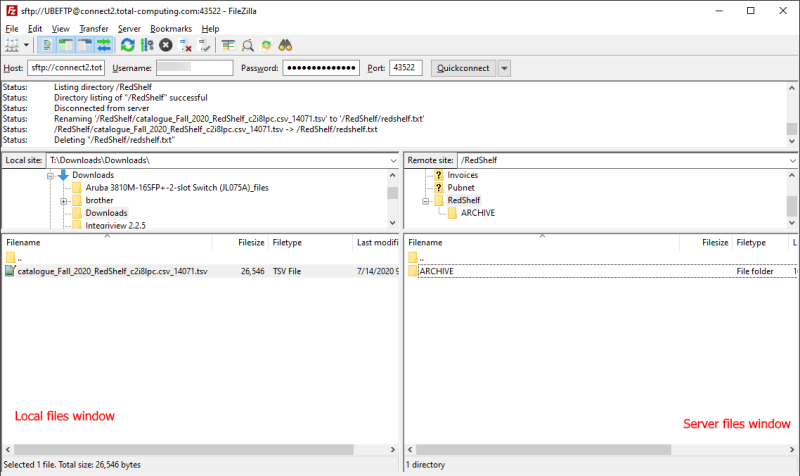 sftp://UBEFTP@connect2.total-computing.com:43522 - FileZilla
File Edit View Transfer Server Bookmarks Help
Host: sftp://connect2.tot Username: Password: ●●●●●●●●●●●●●● Port: 43522 Quickconnect
Status: Listing directory /RedShelf
Status: Directory listing of "/RedShelf" successful
Status: Disconnected from server
Status: Renaming '/RedShelf/catalogue_Fall_2020_RedShelf_c2i8lpc.csv_14071.tsv' to '/RedShelf/redshelf.txt'
Status: /RedShelf/catalogue_Fall_2020_RedShelf_c2i8lpc.csv_14071.tsv -> /RedShelf/redshelf.txt
Status: Deleting "/RedShelf/redshelf.txt"
Local site: T:\Downloads\Downloads\
Downloads
Aruba 3810M-16SFP+-2-slot Switch (JL075A)_files
brother
Downloads
Integriview 2.2.5
Remote site: /RedShelf
Invoices
Pubnet
RedShelf
ARCHIVE
Filename Filesize Filetype Last modifi
..
catalogue_Fall_2020_RedShelf_c2i8lpc.csv_14071.tsv 26,546 TSV File 7/14/2020 9
Local files window
Selected 1 file. Total size: 26,546 bytes
Filename Filesize Filetype L
..
ARCHIVE File folder 1
Server files window
1 directory